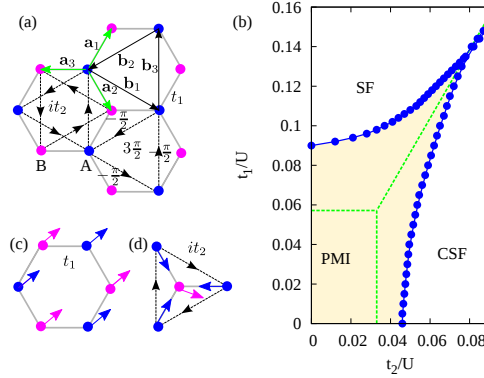 (a)
a₁
a₃
b₂
b₃
b₁
a₂
t₁
it₂
-π/2
3π/2
-π/2
B
A
-π/2
(b)
0.16
0.14
0.12
0.1
0.08
0.06
0.04
0.02
0
t₁/U
SF
PMI
CSF
0 0.02 0.04 0.06 0.08
t₂/U
(c)
t₁
(d)
it₂